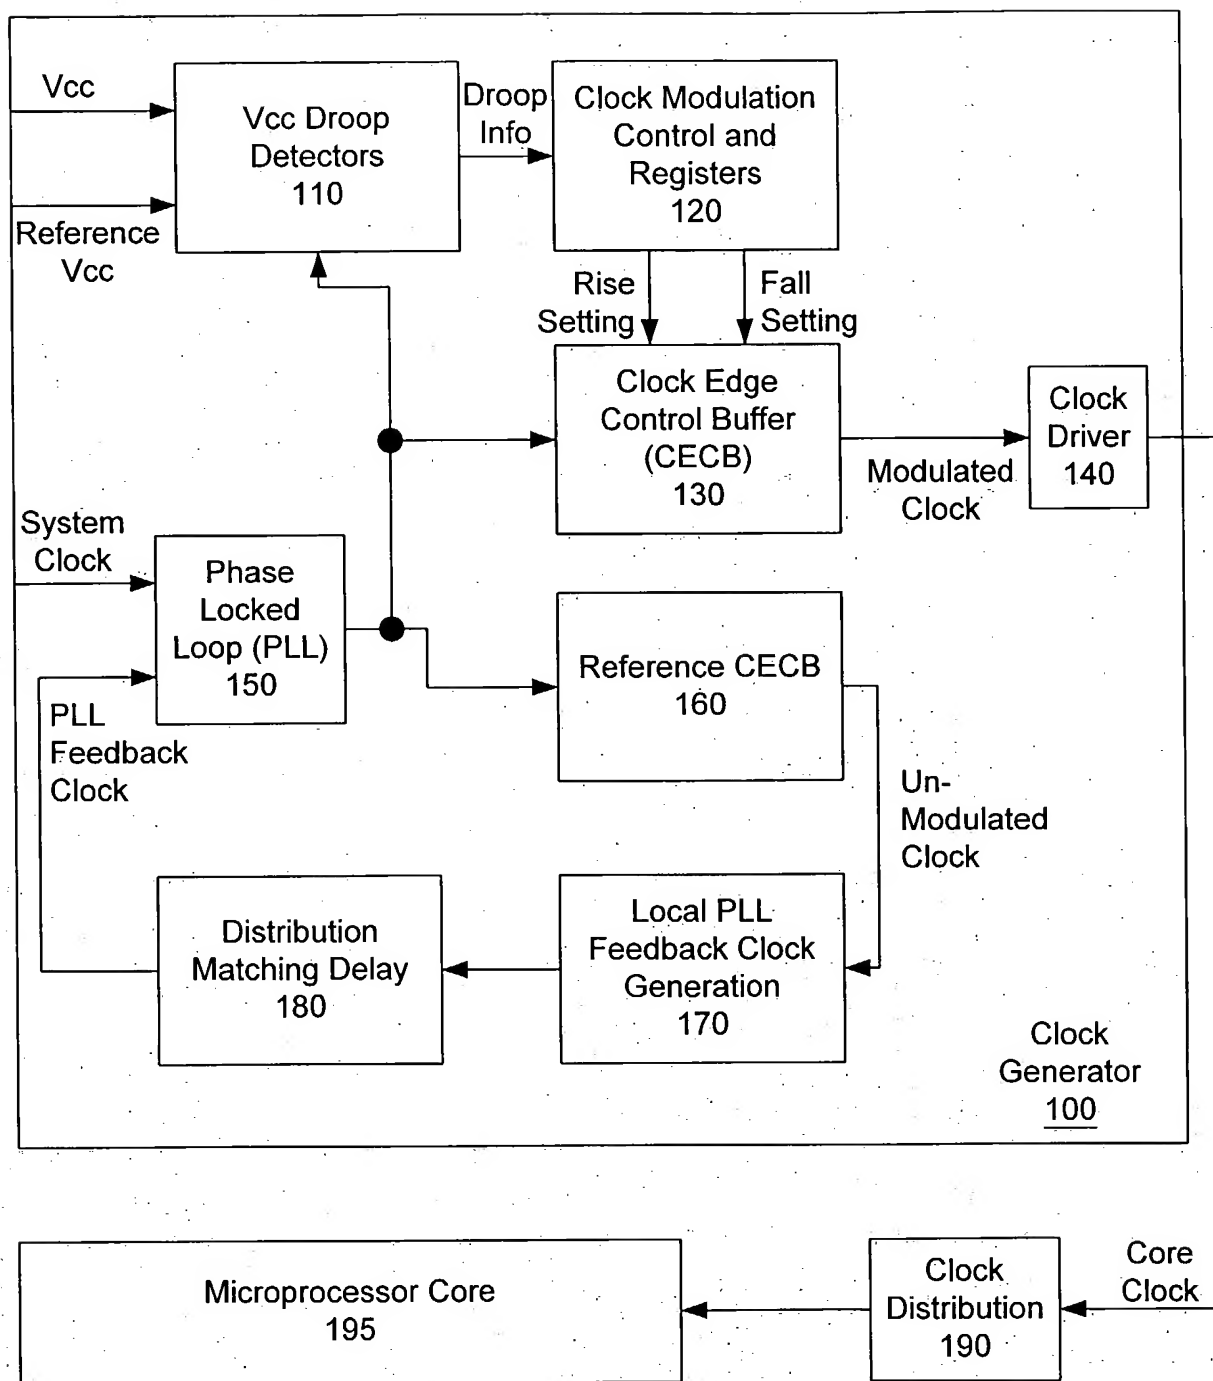 Vcc
Vcc Droop
Detectors
110
Droop
Info
Clock Modulation
Control and
Registers
120
Reference
Vcc
Rise
Setting
Fall
Setting
Clock Edge
Control Buffer
(CECB)
130
Modulated
Clock
Clock
Driver
140
System
Clock
Phase
Locked
Loop (PLL)
150
Reference CECB
160
PLL
Feedback
Clock
Un-
Modulated
Clock
Distribution
Matching Delay
180
Local PLL
Feedback Clock
Generation
170
Clock
Generator
100
Microprocessor Core
195
Clock
Distribution
190
Core
Clock